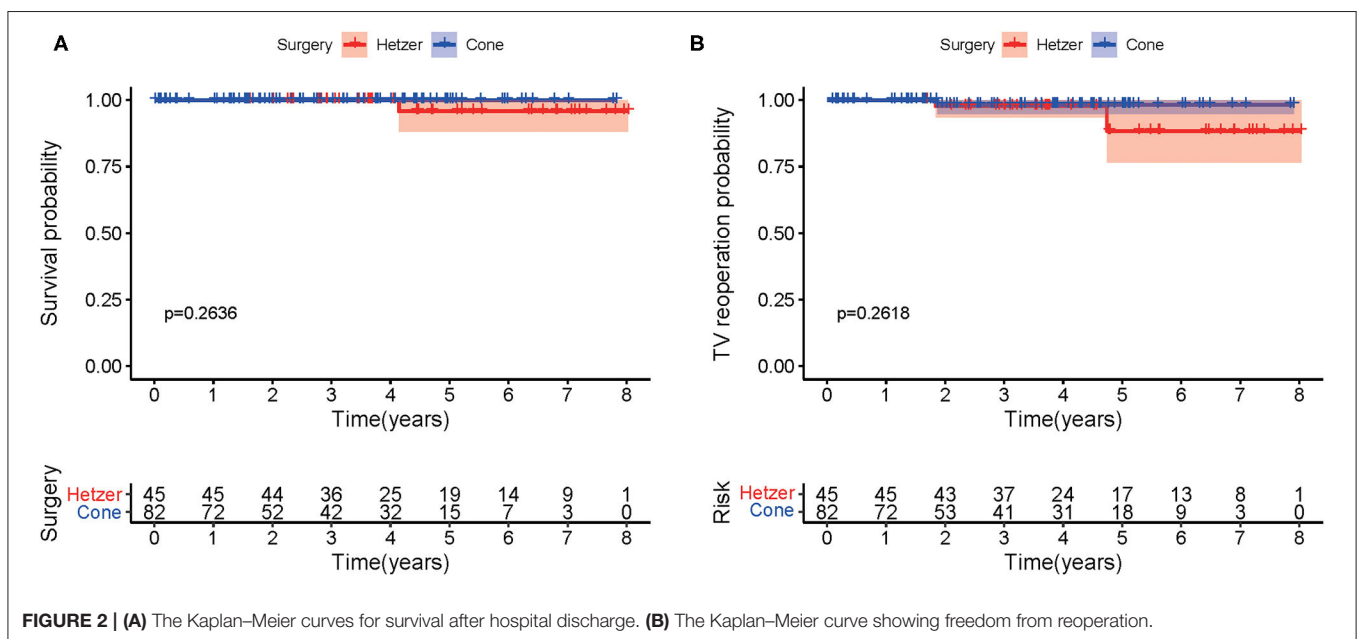 A
Surgery Hetzer Cone
Survival probability
1.00
0.75
0.50
0.25
0.00
p=0.2636
0 1 2 3 4 5 6 7 8
Time(years)
Surgery
Hetzer 45 45 44 36 25 19 14 9 1
Cone 82 72 52 42 32 15 7 3 0
0 1 2 3 4 5 6 7 8
Time(years)
B
Surgery Hetzer Cone
TV reoperation probability
1.00
0.75
0.50
0.25
0.00
p=0.2618
0 1 2 3 4 5 6 7 8
Time(years)
Risk
Hetzer 45 45 43 37 24 17 13 8 1
Cone 82 72 53 41 31 18 9 3 0
0 1 2 3 4 5 6 7 8
Time(years)
FIGURE 2 | (A) The Kaplan–Meier curves for survival after hospital discharge. (B) The Kaplan–Meier curve showing freedom from reoperation.